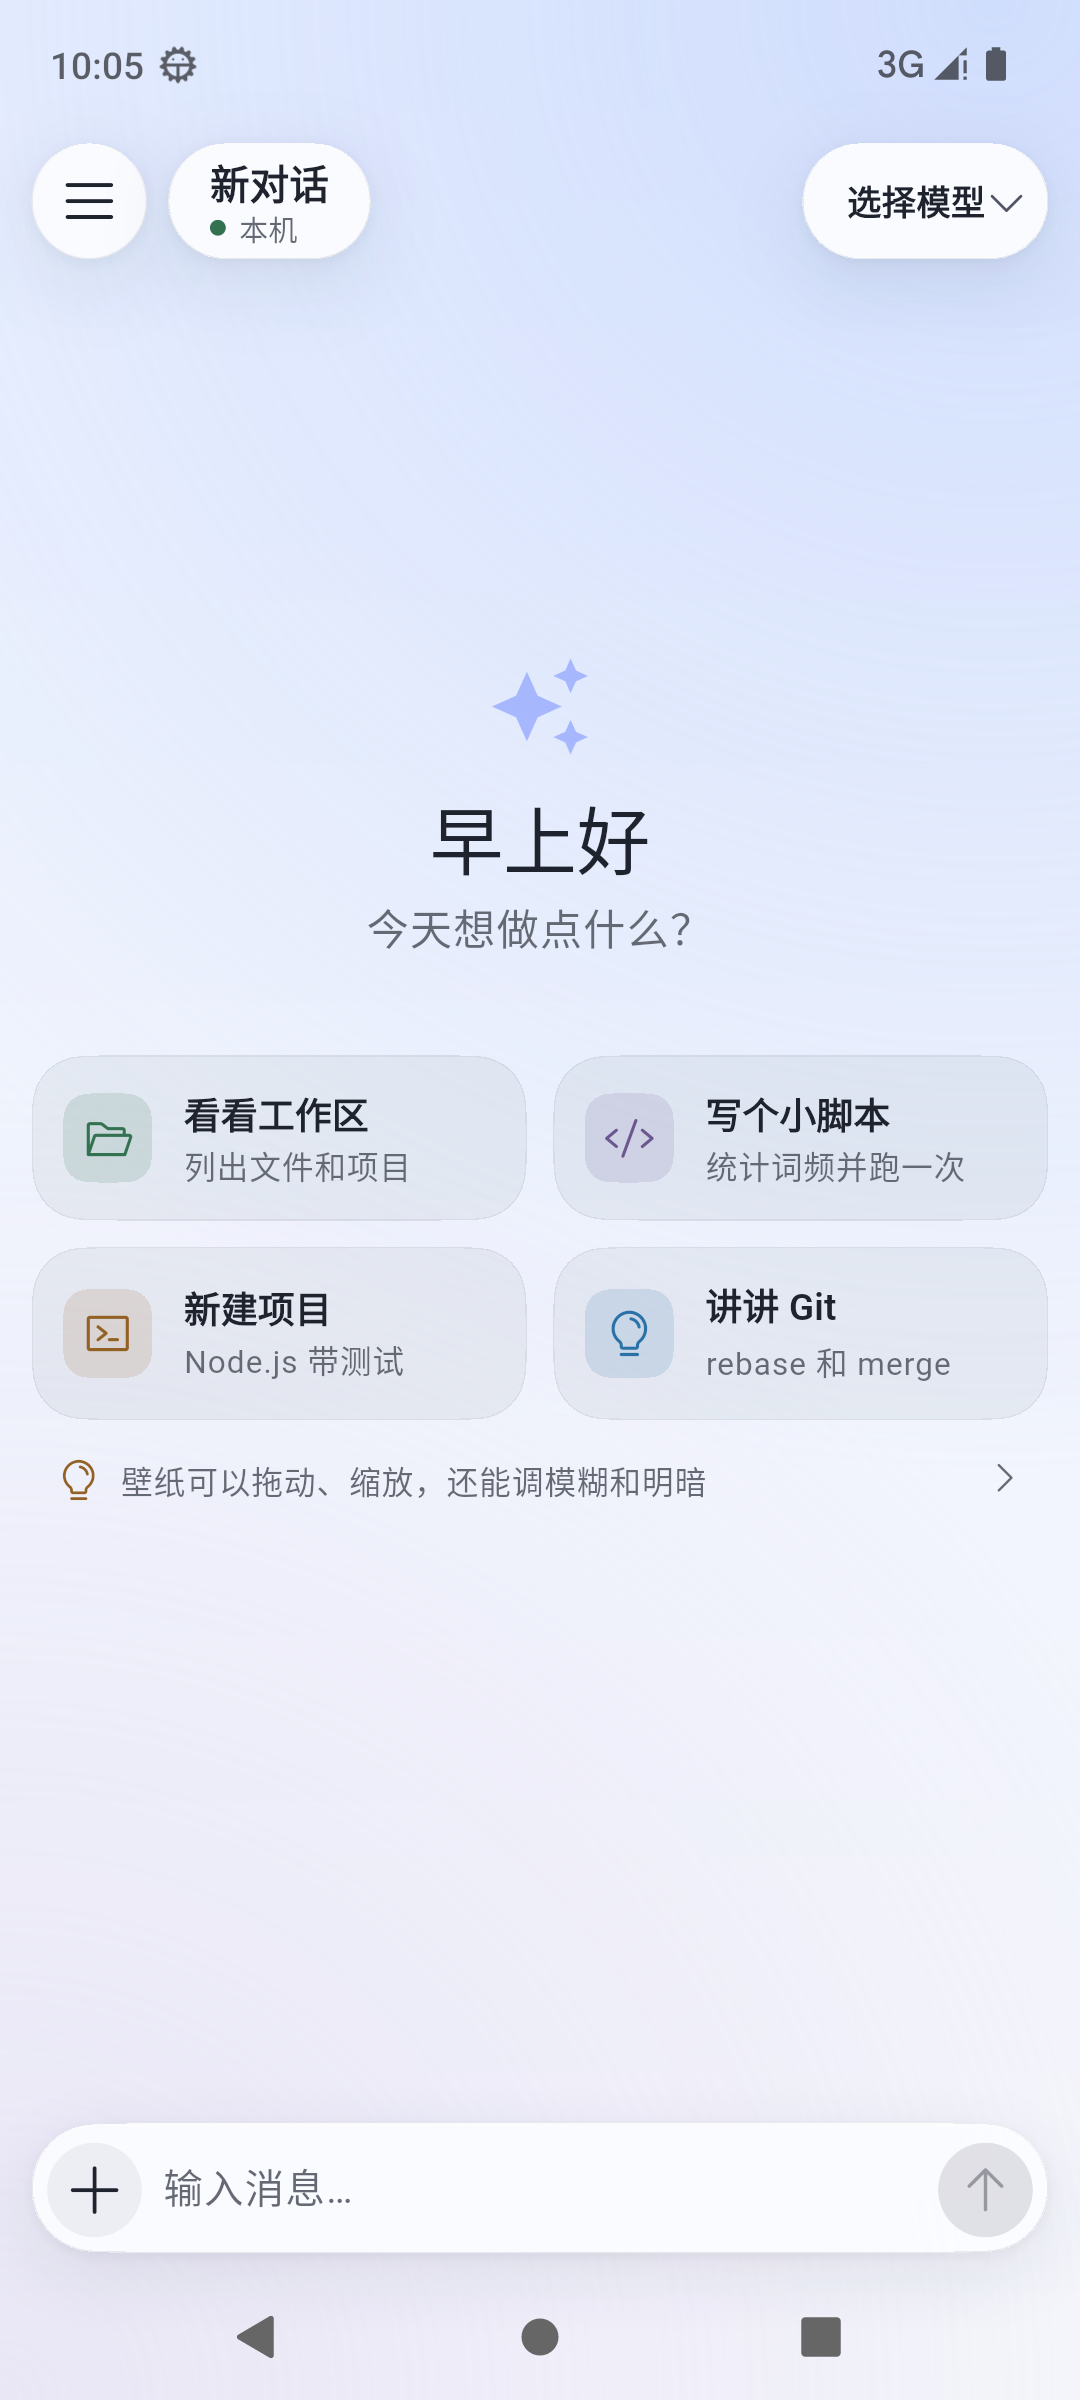 10:05
3G
新对话
本机
选择模型
早上好
今天想做点什么?
看看工作区
列出文件和项目
写个小脚本
统计词频并跑一次
新建项目
Node.js 带测试
讲讲 Git
rebase 和 merge
壁纸可以拖动、缩放，还能调模糊和明暗
输入消息...